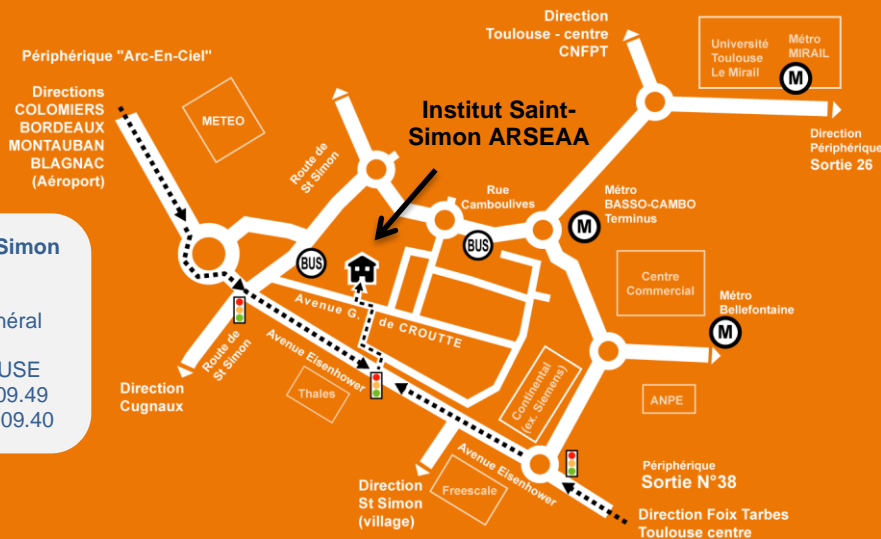 Périphérique "Arc-En-Ciel"
Directions
COLOMIERS
BORDEAUX
MONTAUBAN
BLAGNAC
(Aéroport)
METEO
Route de
St Simon
Institut Saint-
Simon ARSEAA
Direction
Toulouse - centre
CNFPT
Université
Toulouse
Le Mirail
Métro
MIRAIL
M
Direction
Périphérique
Sortie 26
Rue
Camboulives
Métro
BASSO-CAMBO
Terminus
M
BUS
BUS
Simon
néral
USE
09.49
09.40
Centre
Commercial
Métro
Bellefontaine
M
Avenue G. de CROUTTE
Avenue Eisenhower
Route de
St Simon
Direction
Cugnaux
Thales
Continental
(ex. Siemens)
ANPE
Avenue Eisenhower
Freescale
Direction
St Simon
(village)
Périphérique
Sortie N°38
Direction Foix Tarbes
Toulouse centre